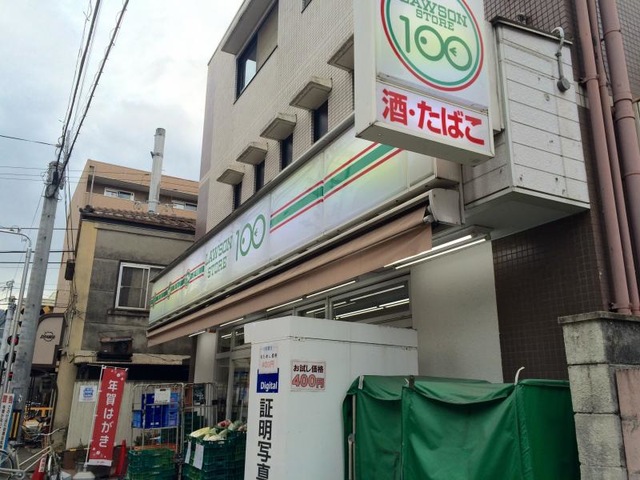 LAWSON
STORE
100
酒・たばこ
LAWSON
STORE
100
お試し価格
400円
Digital
証明写真
年賀はがき